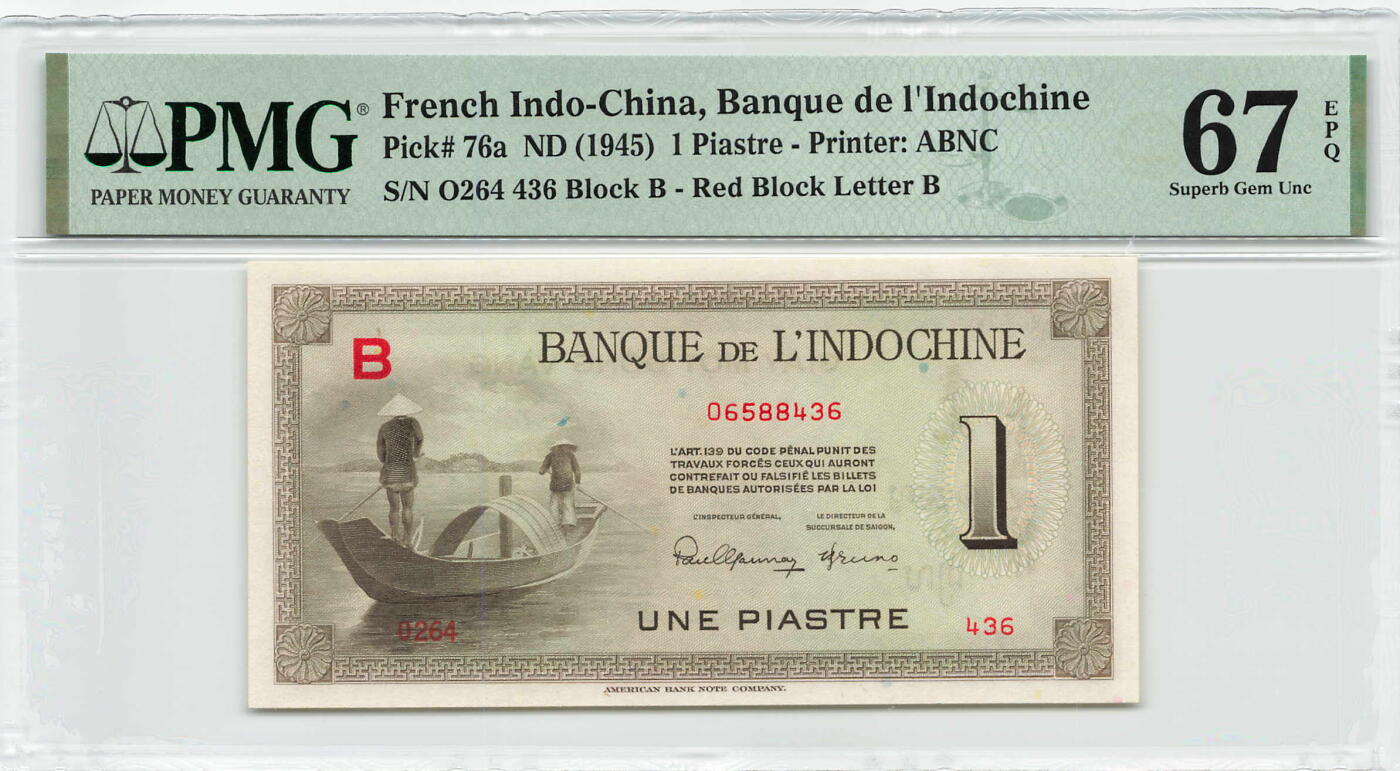 PMG®
PAPER MONEY GUARANTY
French Indo-China, Banque de l'Indochine
Pick# 76a ND (1945) 1 Piastre - Printer: ABNC
S/N O264 436 Block B - Red Block Letter B
67
EPQ
Superb Gem Unc
B
BANQUE DE L'INDOCHINE
06588436
L'ART. 139 DU CODE PÉNAL PUNIT DES
TRAVAUX FORCÉS CEUX QUI AURONT
CONTREFAIT OU FALSIFIÉ LES BILLETS
DE BANQUES AUTORISÉES PAR LA LOI
1
L'INSPECTEUR GÉNÉRAL,
LE DIRECTEUR DE LA
SUCCURSALE DE SAIGON,
UNE PIASTRE
O264
436
AMERICAN BANK NOTE COMPANY.